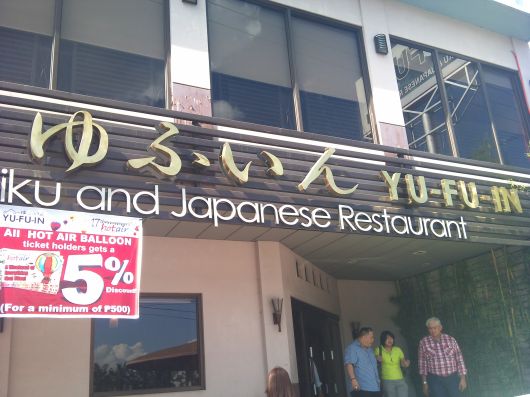 ゆふいん YU-FU-IN
iku and Japanese Restaurant
YU-FU-IN
All HOT AIR BALLOON
ticket holders gets a
5%
Discount
(For a minimum of P500)